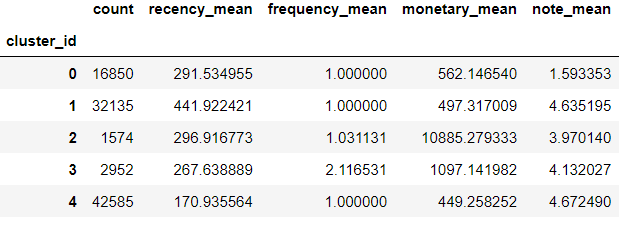 count recency_mean frequency_mean monetary_mean note_mean
cluster_id
0 16850 291.534955 1.000000 562.146540 1.593353
1 32135 441.922421 1.000000 497.317009 4.635195
2 1574 296.916773 1.031131 10885.279333 3.970140
3 2952 267.638889 2.116531 1097.141982 4.132027
4 42585 170.935564 1.000000 449.258252 4.672490